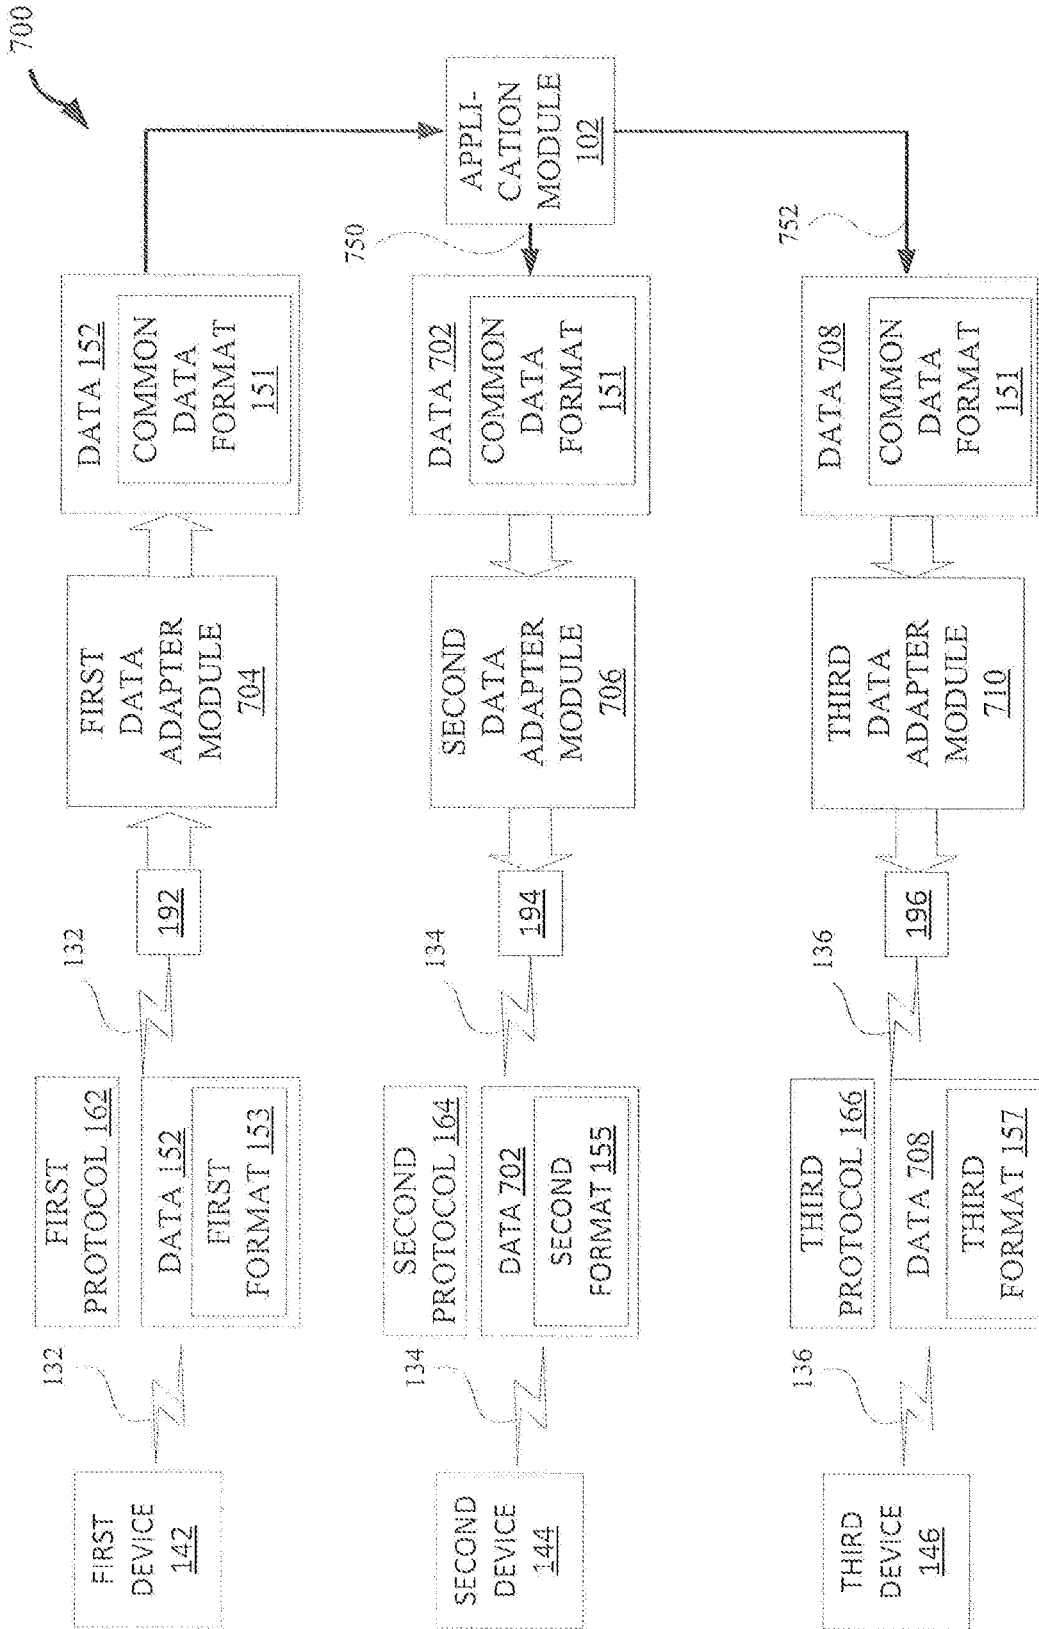 700
FIRST
DEVICE
142
132
FIRST
PROTOCOL 162
DATA 152
FIRST
FORMAT 153
132
192
FIRST
DATA
ADAPTER
MODULE
704
DATA 152
COMMON
DATA
FORMAT
151
APPLI-
CATION
MODULE
102
SECOND
DEVICE
144
134
SECOND
PROTOCOL 164
DATA 702
SECOND
FORMAT 155
134
194
SECOND
DATA
ADAPTER
MODULE
706
DATA 702
COMMON
DATA
FORMAT
151
750
THIRD
DEVICE
146
136
THIRD
PROTOCOL 166
DATA 708
THIRD
FORMAT 157
136
196
THIRD
DATA
ADAPTER
MODULE
710
DATA 708
COMMON
DATA
FORMAT
151
752